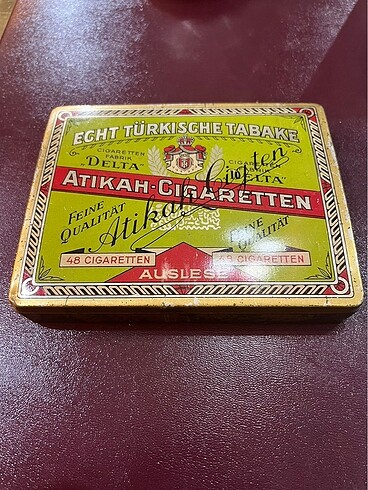 ECHT TÜRKISCHE TABAKE
CIGARETTEN
FABRIK
"DELTA"
CIGARETTEN
FABRIK
"DELTA"
ATIKAH-CIGARETTEN
Atikah
FEINE
QUALITÄT
FEINE
QUALITÄT
48 CIGARETTEN
48 CIGARETTEN
AUSLESE